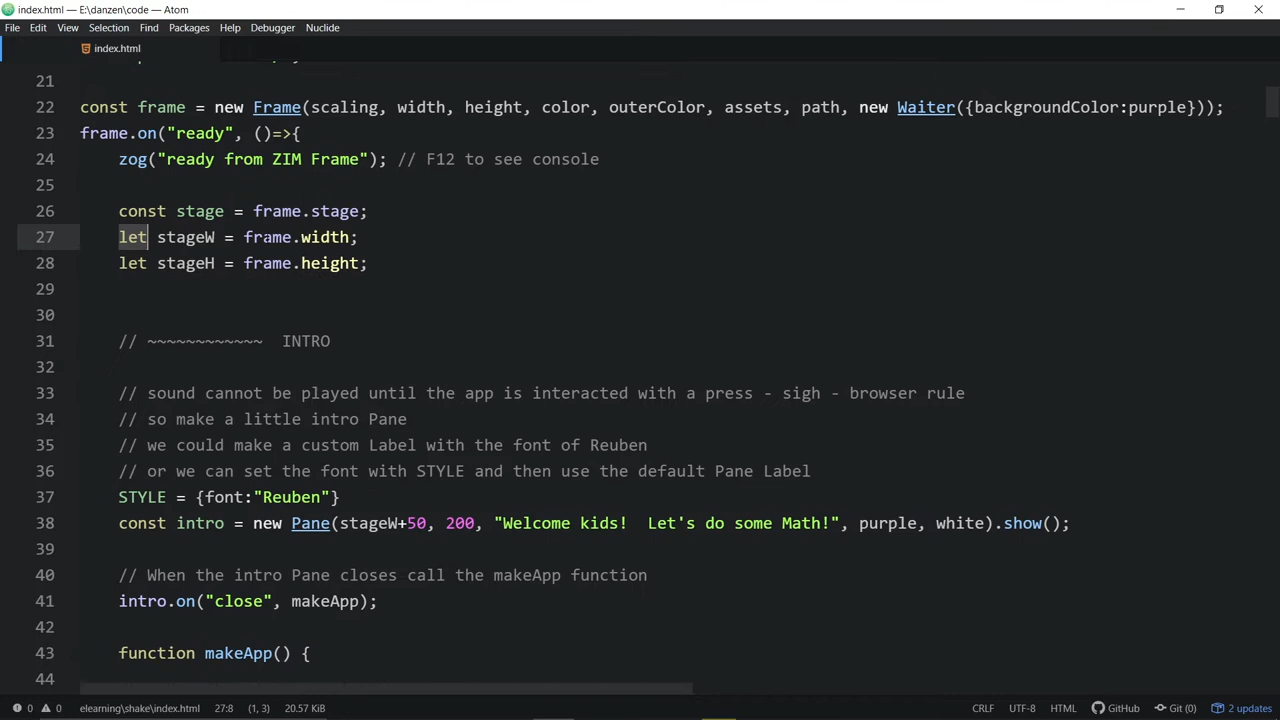 index.html — E:\danzen\code — Atom
File Edit View Selection Find Packages Help Debugger Nuclide
index.html
21
22 const frame = new Frame(scaling, width, height, color, outerColor, assets, path, new Waiter({backgroundColor:purple}));
23 frame.on("ready", ()=>{
24 zog("ready from ZIM Frame"); // F12 to see console
25
26 const stage = frame.stage;
27 let stageW = frame.width;
28 let stageH = frame.height;
29
30
31 // ~~~~~~~~~~~~ INTRO
32
33 // sound cannot be played until the app is interacted with a press - sigh - browser rule
34 // so make a little intro Pane
35 // we could make a custom Label with the font of Reuben
36 // or we can set the font with STYLE and then use the default Pane Label
37 STYLE = {font:"Reuben"}
38 const intro = new Pane(stageW+50, 200, "Welcome kids!  Let's do some Math!", purple, white).show();
39
40 // When the intro Pane closes call the makeApp function
41 intro.on("close", makeApp);
42
43 function makeApp() {
44
0 0 elearning\shake\index.html 27:8 (1, 3) 20.57 KiB CRLF UTF-8 HTML GitHub Git (0) 2 updates